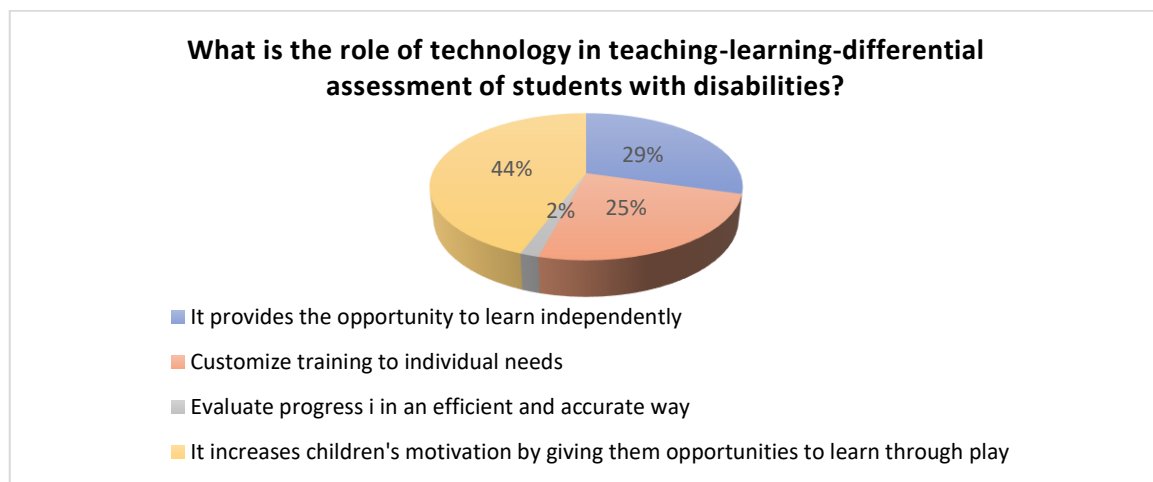 What is the role of technology in teaching-learning-differential
assessment of students with disabilities?
29%
44%
2%
25%
It provides the opportunity to learn independently
Customize training to individual needs
Evaluate progress i in an efficient and accurate way
It increases children's motivation by giving them opportunities to learn through play